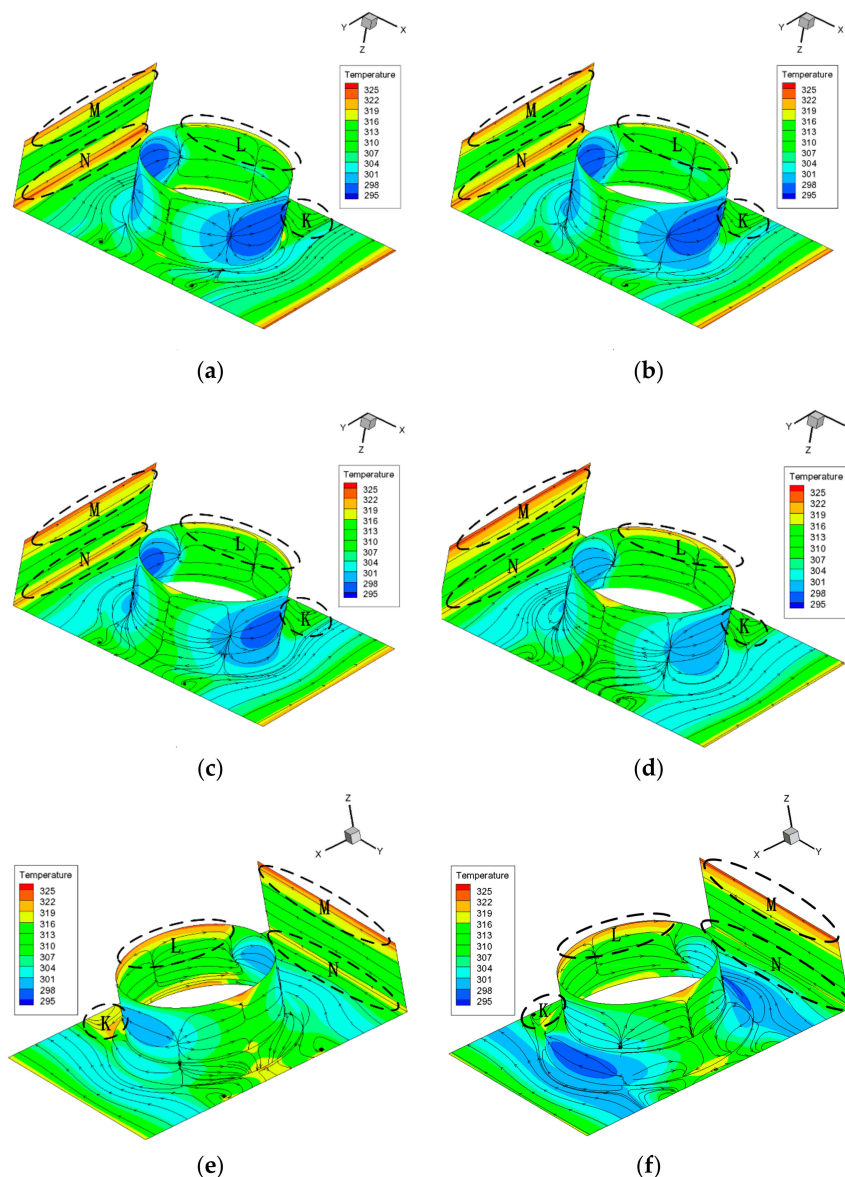 Y X
Z
Temperature
325
322
319
316
313
310
307
304
301
298
295
M
N
L
K
(a)
Y X
Z
Temperature
325
322
319
316
313
310
307
304
301
298
295
M
N
L
K
(b)
Y X
Z
Temperature
325
322
319
316
313
310
307
304
301
298
295
M
N
L
K
(c)
Y
Z
Temperature
325
322
319
316
313
310
307
304
301
298
295
M
N
L
K
(d)
Z
X Y
Temperature
325
322
319
316
313
310
307
304
301
298
295
M
N
L
K
(e)
Z
X Y
Temperature
325
322
319
316
313
310
307
304
301
298
295
M
N
L
K
(f)